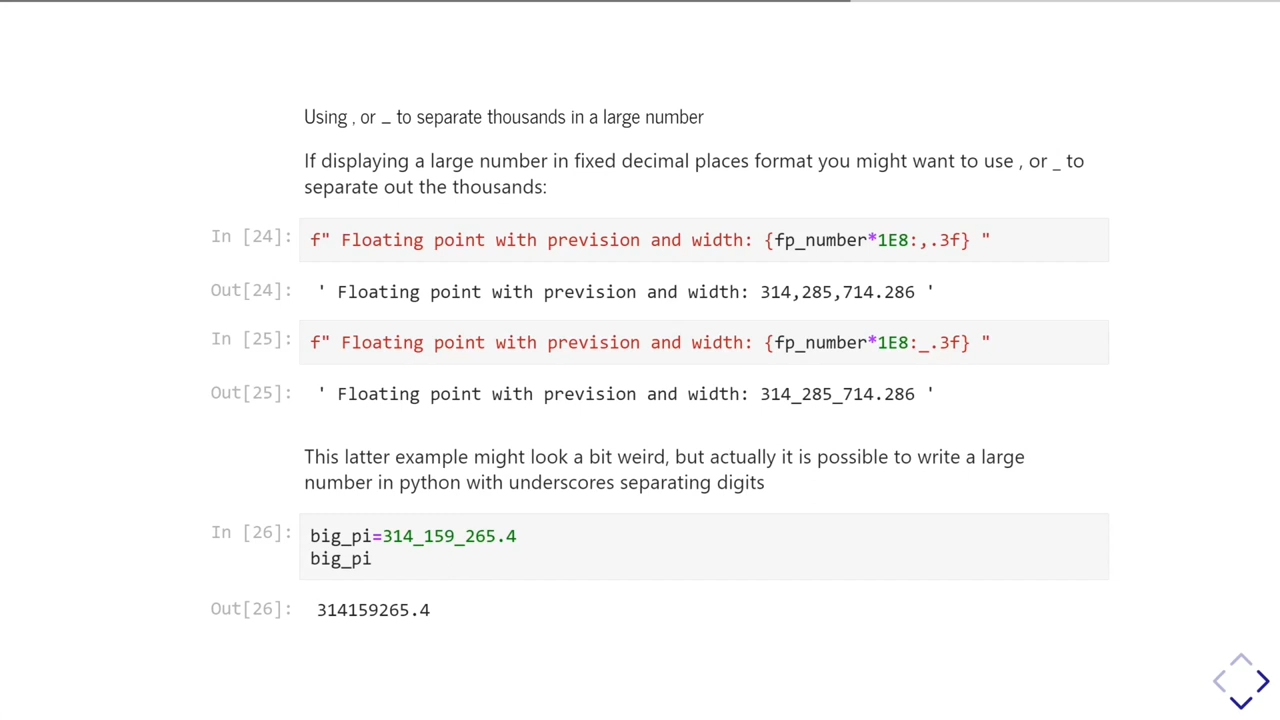 Using , or _ to separate thousands in a large number
If displaying a large number in fixed decimal places format you might want to use , or _ to
separate out the thousands:
In [24]: f" Floating point with prevision and width: {fp_number*1E8:,.3f} "
Out[24]: ' Floating point with prevision and width: 314,285,714.286 '
In [25]: f" Floating point with prevision and width: {fp_number*1E8:_.3f} "
Out[25]: ' Floating point with prevision and width: 314_285_714.286 '
This latter example might look a bit weird, but actually it is possible to write a large
number in python with underscores separating digits
In [26]: big_pi=314_159_265.4
big_pi
Out[26]: 314159265.4